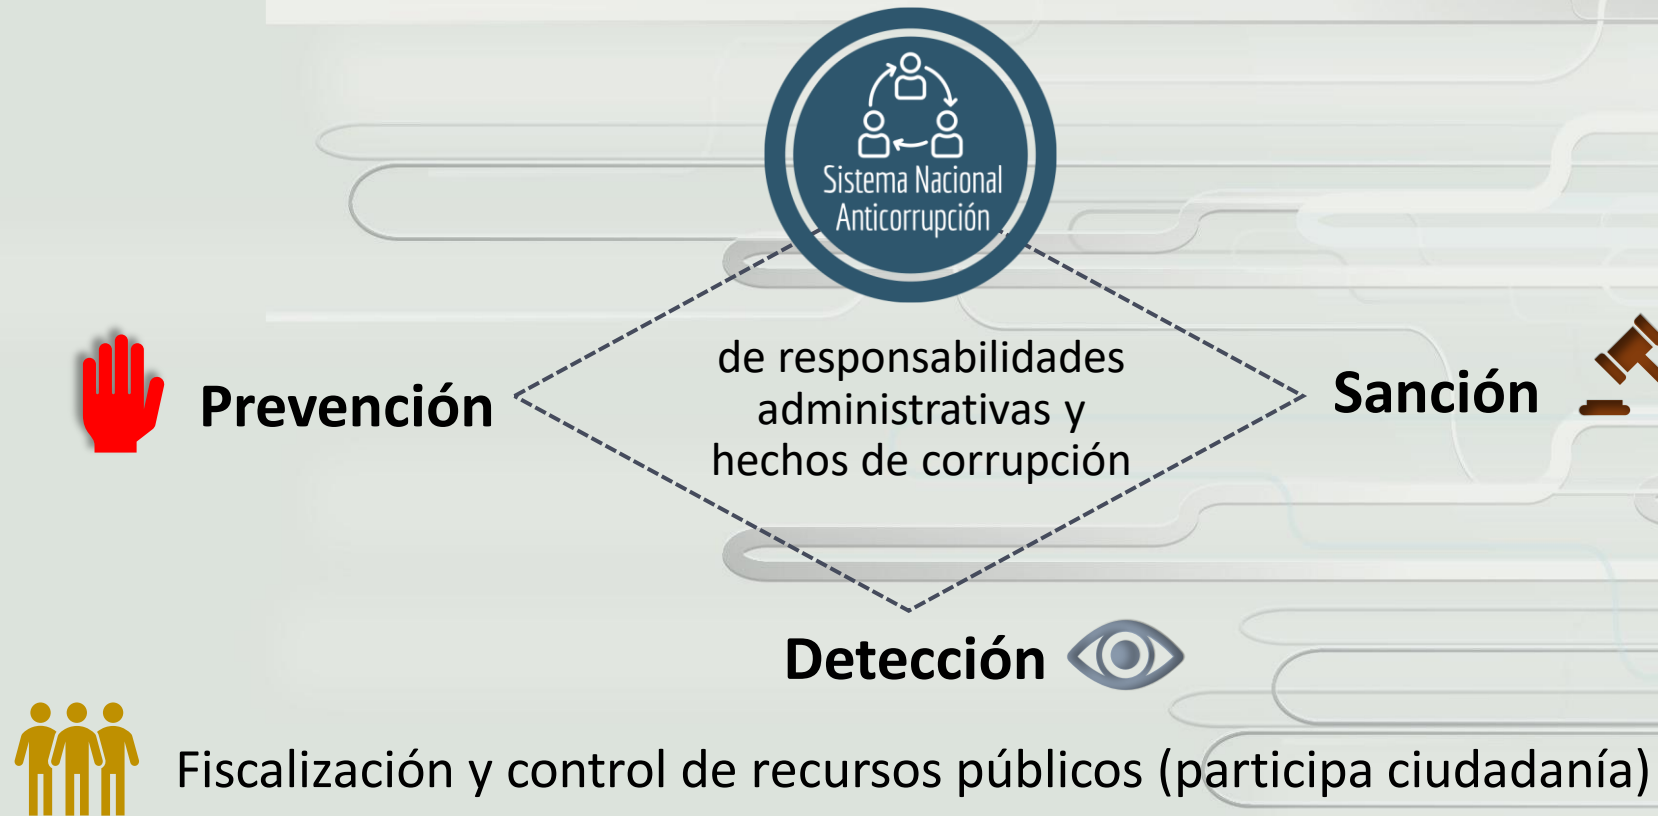 Sistema Nacional
Anticorrupción
de responsabilidades
administrativas y
hechos de corrupción
Prevención
Sanción
Detección
Fiscalización y control de recursos públicos (participa ciudadanía)